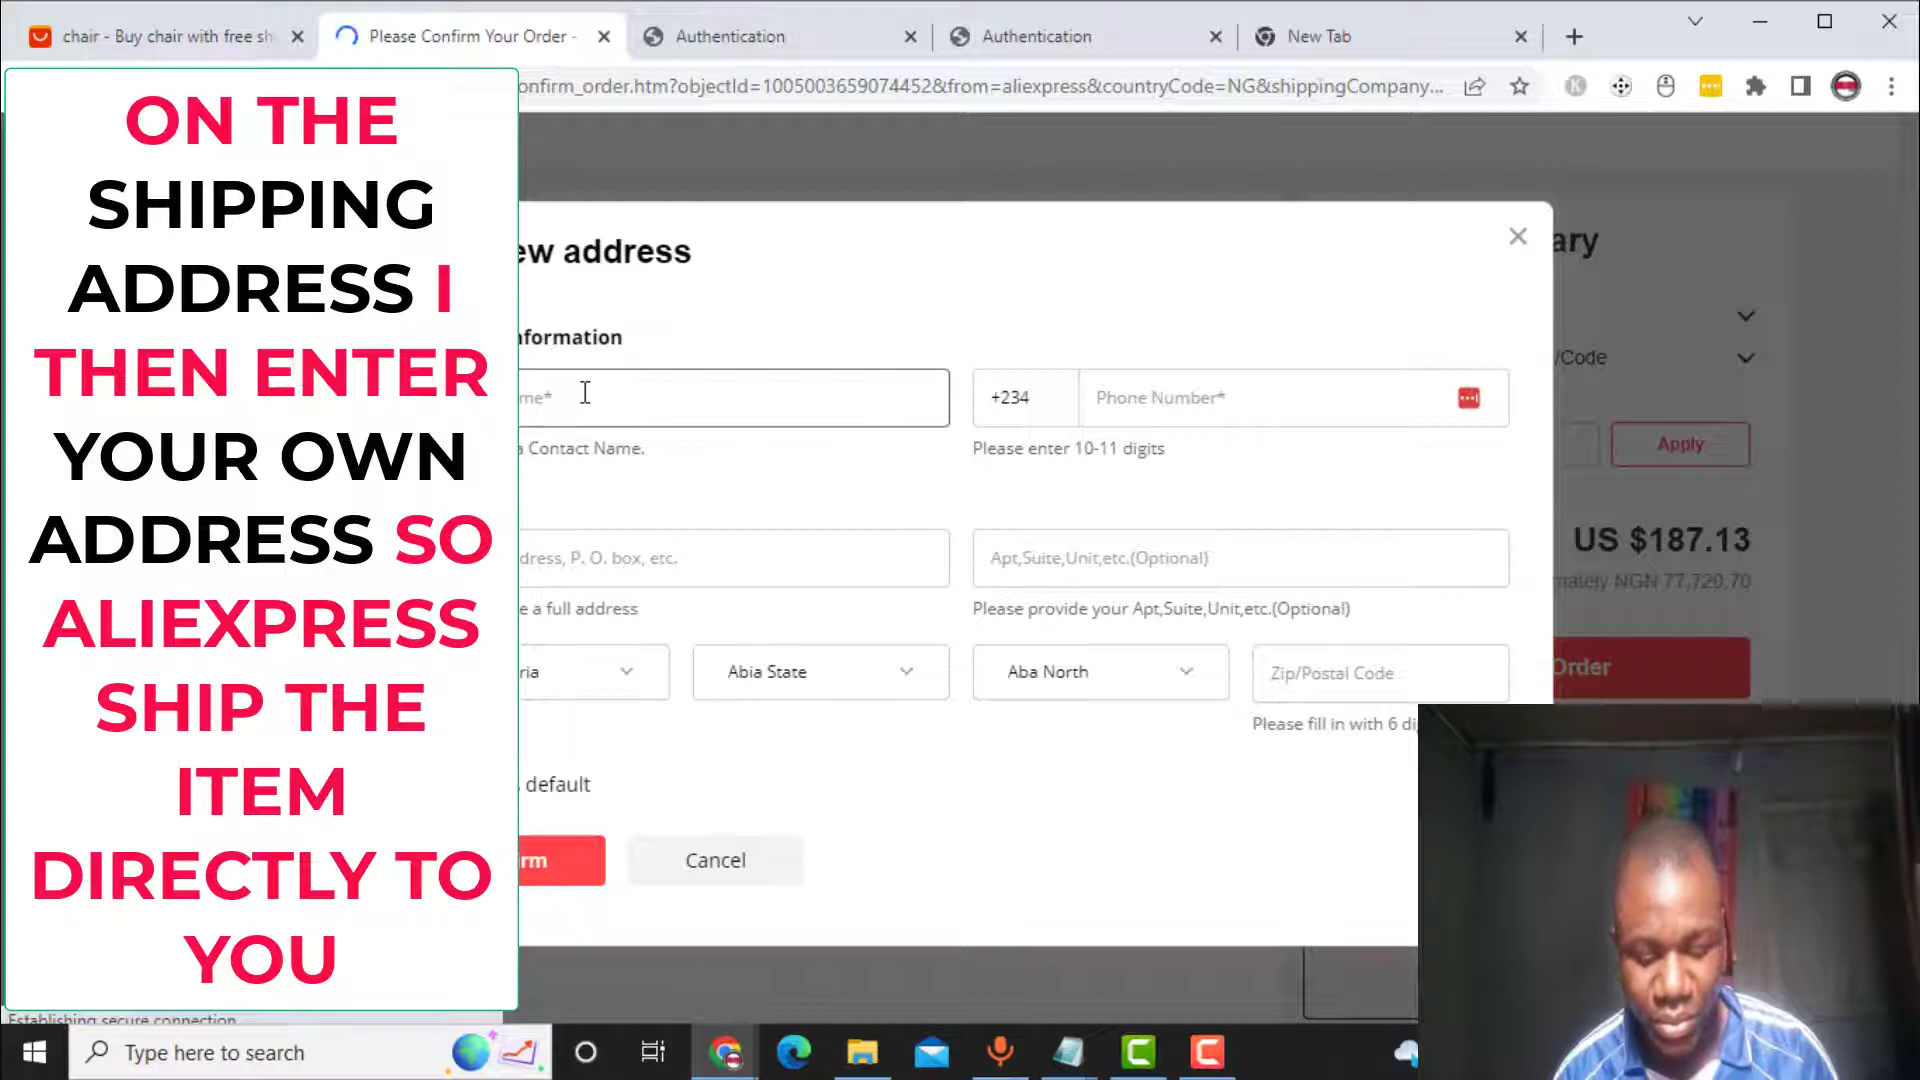 chair - Buy chair with free sh
Please Confirm Your Order -
Authentication
Authentication
New Tab
onfirm_order.htm?objectId=1005003659074452&from=aliexpress&countryCode=NG&shippingCompany...
ON THE
SHIPPING
ADDRESS I
THEN ENTER
YOUR OWN
ADDRESS SO
ALIEXPRESS
SHIP THE
ITEM
DIRECTLY TO
YOU
ew address
ary
nformation
/Code
me*
+234
Phone Number*
Apply
a Contact Name.
Please enter 10-11 digits
US $187.13
mately NGN 77,720.70
dress, P. O. box, etc.
Apt,Suite,Unit,etc.(Optional)
e a full address
Please provide your Apt,Suite,Unit,etc.(Optional)
ria
Abia State
Aba North
Zip/Postal Code
Order
Please fill in with 6 di
s default
rm
Cancel
Establishing secure connection
Type here to search